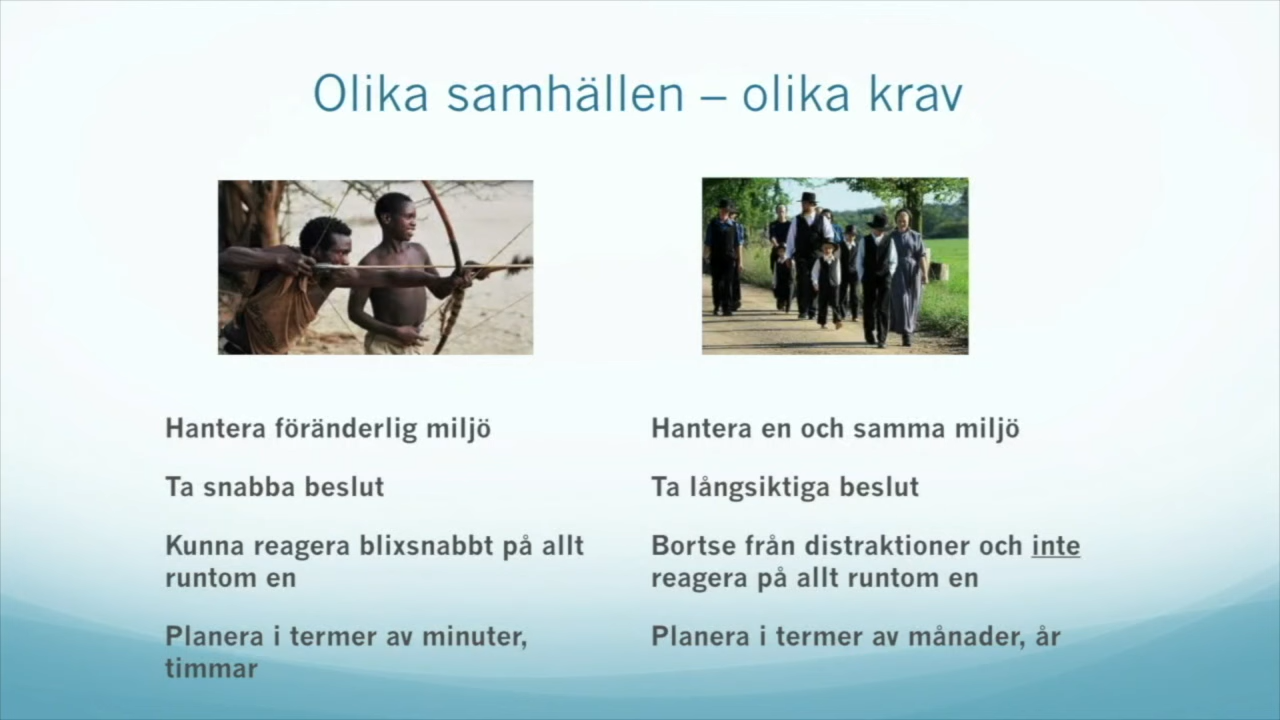 Olika samhällen – olika krav
Hantera föränderlig miljö
Ta snabba beslut
Kunna reagera blixsnabbt på allt
runtom en
Planera i termer av minuter,
timmar
Hantera en och samma miljö
Ta långsiktiga beslut
Bortse från distraktioner och inte
reagera på allt runtom en
Planera i termer av månader, år